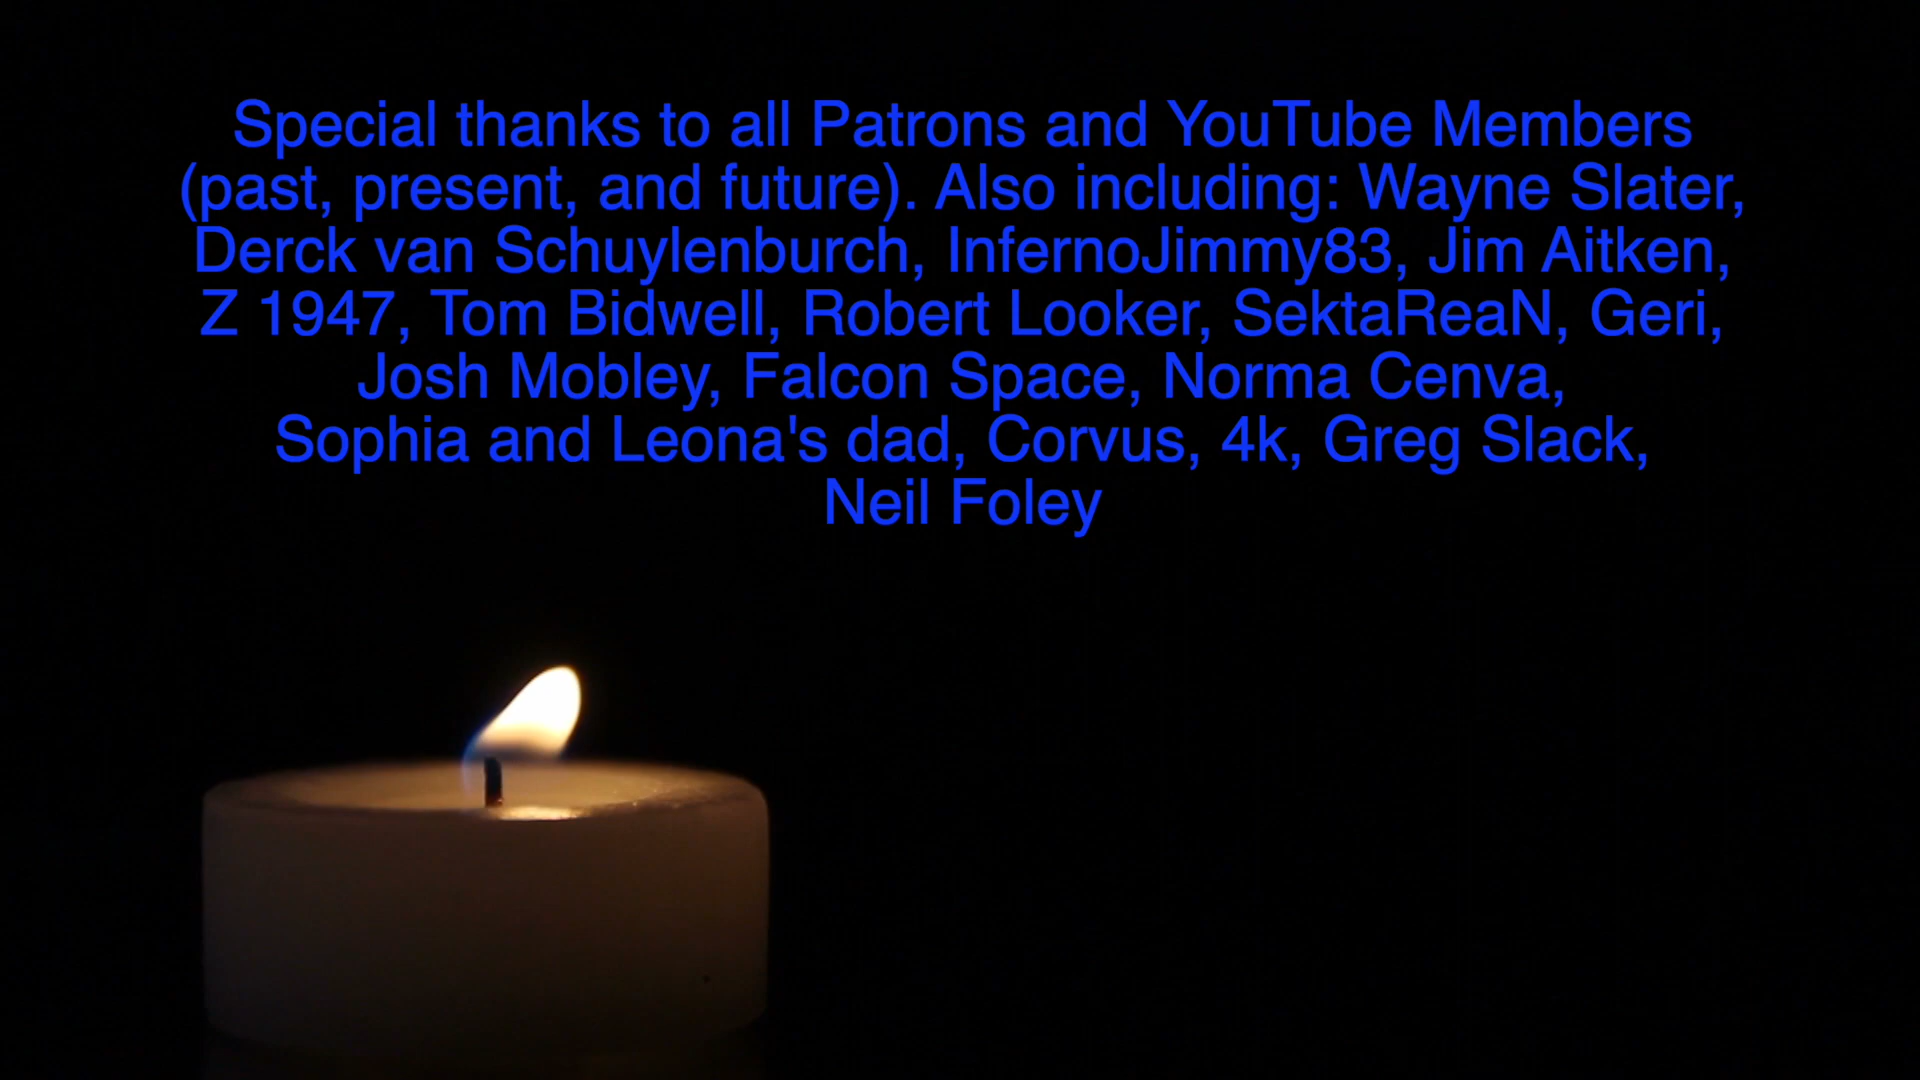 Special thanks to all Patrons and YouTube Members
(past, present, and future). Also including: Wayne Slater,
Derck van Schuylenburch, InfernoJimmy83, Jim Aitken,
Z 1947, Tom Bidwell, Robert Looker, SektaReaN, Geri,
Josh Mobley, Falcon Space, Norma Cenva,
Sophia and Leona's dad, Corvus, 4k, Greg Slack,
Neil Foley